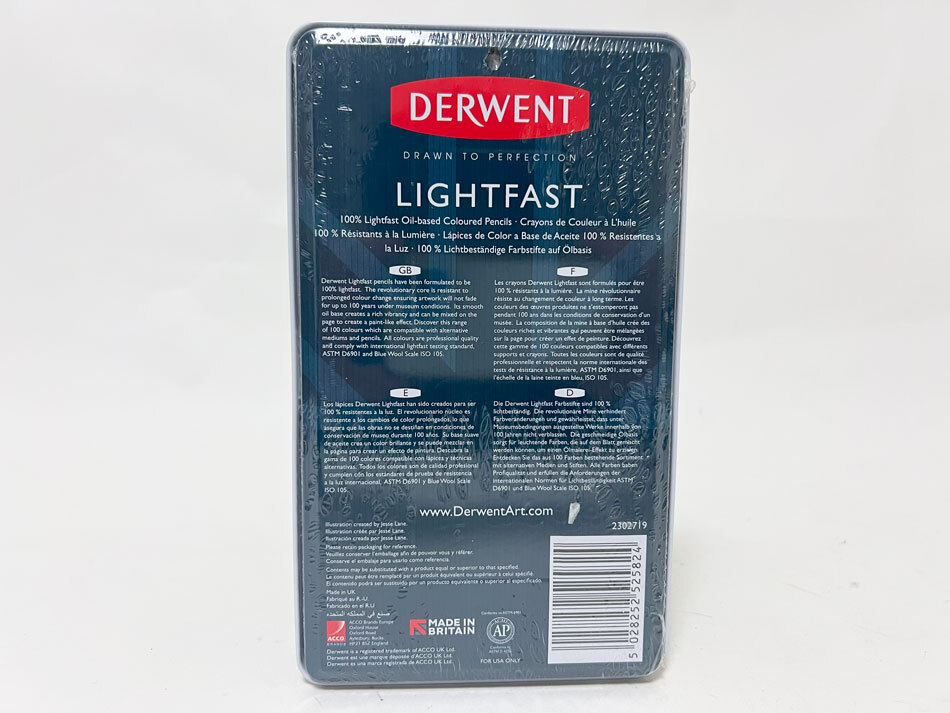 DERWENT
DRAWN TO PERFECTION
LIGHTFAST
100% Lightfast Oil-based Coloured Pencils · Crayons de Couleur à L'huile
100 % Résistants à la Lumière · Lápices de Color a Base de Aceite 100 % Resistentes a
la Luz · 100 % Lichtbeständige Farbstifte auf Ölbasis
GB
Derwent Lightfast pencils have been formulated to be
100% lightfast. The revolutionary core is resistant to
prolonged colour change ensuring artwork will not fade
for up to 100 years under museum conditions. Its smooth
oil base creates a rich vibrancy and can be mixed on the
page to create a paint-like effect. Discover this range
of 100 colours which are compatible with alternative
mediums and pencils. All colours are professional quality
and comply with international lightfast testing standard,
ASTM D6901 and Blue Wool Scale ISO 105.
F
Les crayons Derwent Lightfast sont formulés pour être
100 % résistants à la lumière. La mine révolutionnaire
résiste au changement de couleur à long terme. Les
couleurs des œuvres produites ne s'estomperont pas
pendant 100 ans dans les conditions de conservation d'un
musée. La composition de la mine à base d'huile crée des
couleurs riches et vibrantes qui peuvent être mélangées
sur la page pour créer un effet de peinture. Découvrez
cette gamme de 100 couleurs compatibles avec différents
supports et crayons. Toutes les couleurs sont de qualité
professionnelle et respectent la norme internationale des
tests de résistance à la lumière, ASTM D6901, ainsi que
l'échelle de la laine teinte en bleu, ISO 105.
E
Los lápices Derwent Lightfast han sido creados para ser
100 % resistentes a la luz. El revolucionario núcleo es
resistente a los cambios de color prolongados, lo que
asegura que las obras no se destiñan en condiciones de
conservación de museo durante 100 años. Su base suave
de aceite crea un color brillante y se puede mezclar en
la página para crear un efecto de pintura. Descubra la
gama de 100 colores compatibles con lápices y técnicas
alternativas. Todos los colores son de calidad profesional
y cumplen con los estándares de prueba de resistencia
a la luz internacional, ASTM D6901 y Blue Wool Scale
ISO 105.
D
Die Derwent Lightfast Farbstifte sind 100 %
lichtbeständig. Die revolutionäre Mine verhindert
Farbveränderungen und gewährleistet, dass unter
Museumsbedingungen ausgestellte Werke innerhalb von
100 Jahren nicht verblassen. Die geschmeidige Ölbasis
sorgt für leuchtende Farben, die auf dem Blatt gemischt
werden können, um einen Ölmalerei-Effekt zu erzielen.
Entdecken Sie das aus 100 Farben bestehende Sortiment
mit alternativen Medien und Stiften. Alle Farben haben
Profiqualität und erfüllen die Anforderungen der
internationalen Normen für Lichtbeständigkeit ASTM
D6901 und Blue Wool Scale ISO 105.
www.DerwentArt.com
2302719
Illustration created by Jesse Lane.
Illustration créée par Jesse Lane.
Ilustración creada por Jesse Lane.
Please retain packaging for reference.
Veuillez conserver l'emballage afin de pouvoir vous y référer.
Conserve el embalaje para usarlo como referencia.
Contents may be substituted with a product equal or superior to that specified.
Le contenu peut être remplacé par un produit équivalent ou supérieur à celui spécifié.
El contenido podrá ser sustituido por un producto equivalente o superior al especificado.
Made in UK
Fabriqué au R.-U.
Fabricado en el R.U
صنع في المملكه المتحده
ACCO
BRANDS
ACCO Brands Europe
Oxford House
Oxford Road
Aylesbury, Bucks
HP21 8SZ England
MADE IN
BRITAIN
Conforms to ASTM 6901
AP
Conforms to
ASTM D 4236
FOR USA ONLY
Derwent is a registered trademark of ACCO UK Ltd.
Derwent est une marque déposée d'ACCO UK Ltd.
Derwent es una marca registrada de ACCO UK Ltd.
5 028252 525824